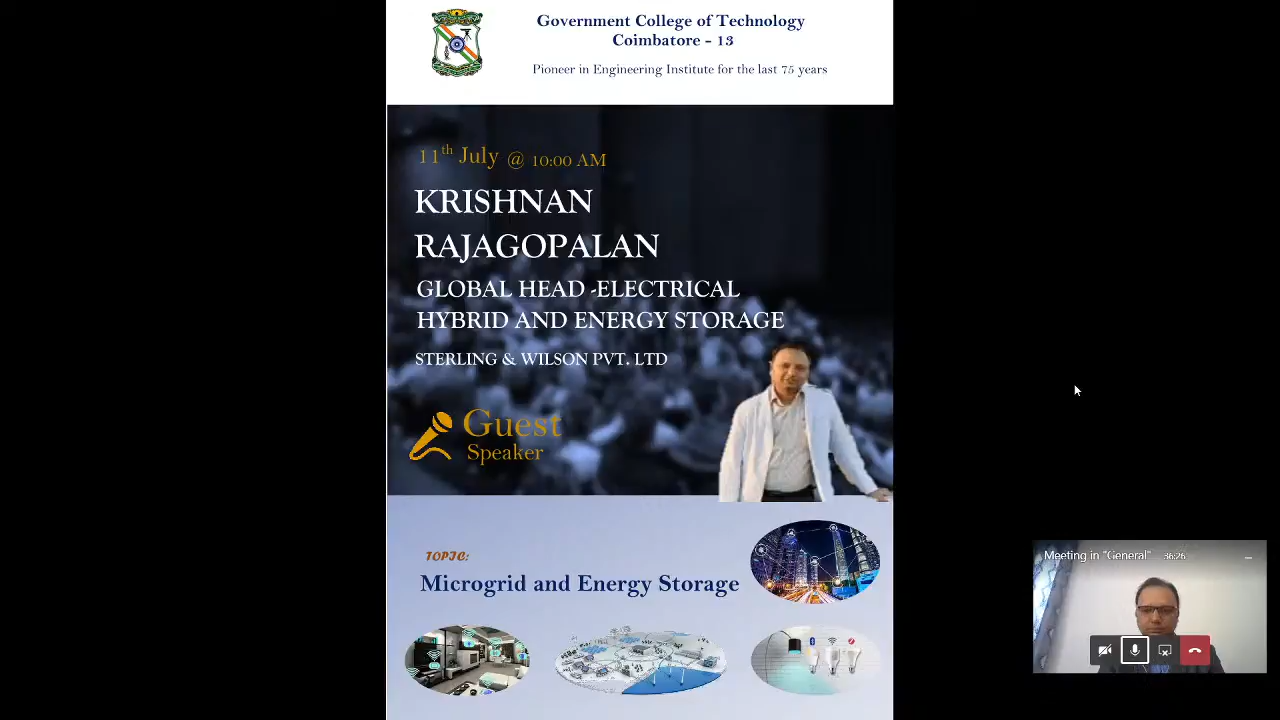 Government College of Technology
Coimbatore - 13
Pioneer in Engineering Institute for the last 75 years
11th July @ 10:00 AM
KRISHNAN
RAJAGOPALAN
GLOBAL HEAD -ELECTRICAL
HYBRID AND ENERGY STORAGE
STERLING & WILSON PVT. LTD
Guest
Speaker
TOPIC:
Microgrid and Energy Storage
Meeting in "General" 36:26